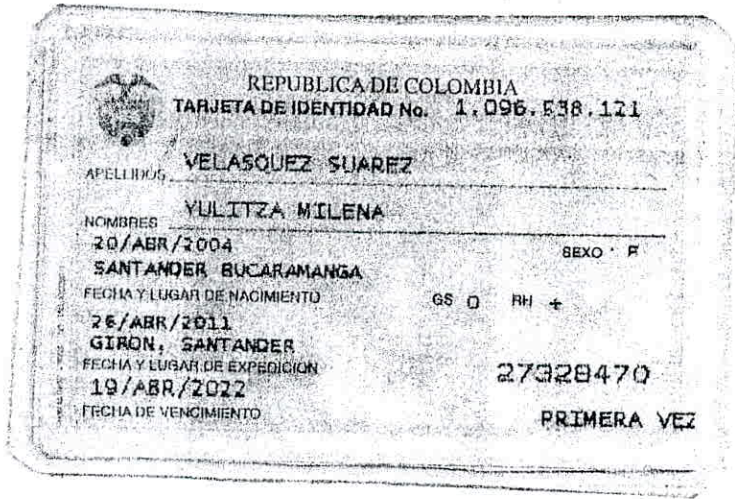 REPUBLICA DE COLOMBIA
TARJETA DE IDENTIDAD No. 1,096.
APELLIDOS VELASQUEZ SUAREZ
NOMBRES YULITZA MILENA
20/ABR/2004 SEXO F
SANTANDER BUCARAMANGA
FECHA Y LUGAR DE NACIMIENTO GS O RH +
26/ABR/2011
GIRON, SANTANDER
FECHA Y LUGAR DE EXPEDICION 27328470
19/ABR/2022
FECHA DE VENCIMIENTO PRIMERA VEZ